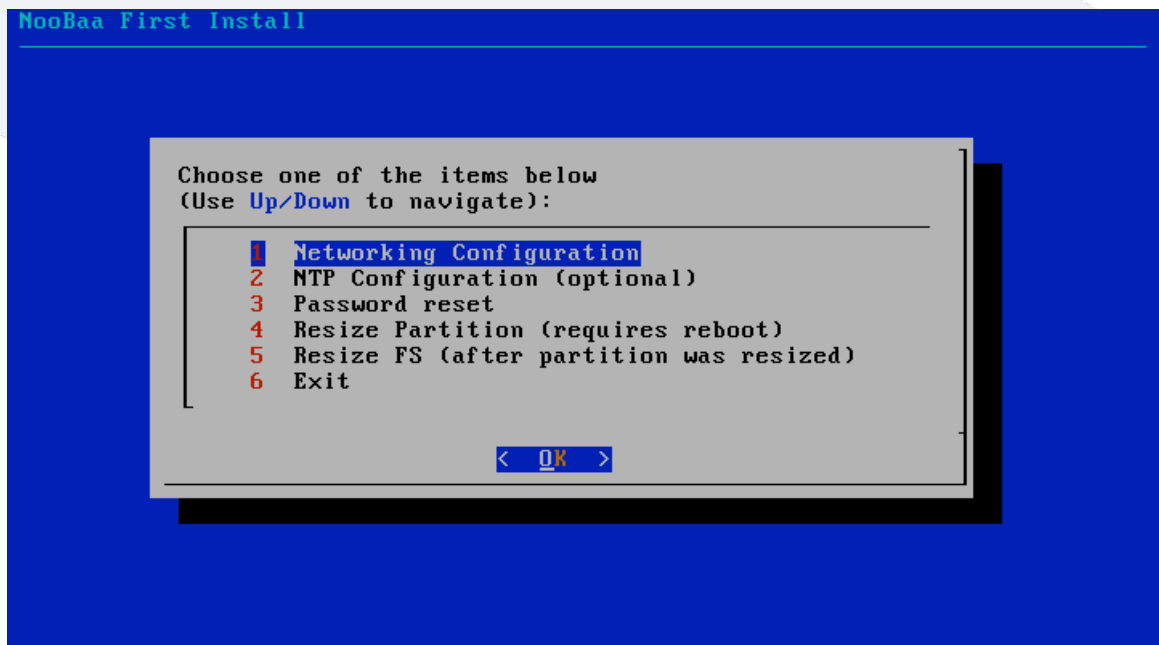 NooBaa First Install
Choose one of the items below
(Use Up/Down to navigate):
1 Networking Configuration
2 NTP Configuration (optional)
3 Password reset
4 Resize Partition (requires reboot)
5 Resize FS (after partition was resized)
6 Exit
< OK >